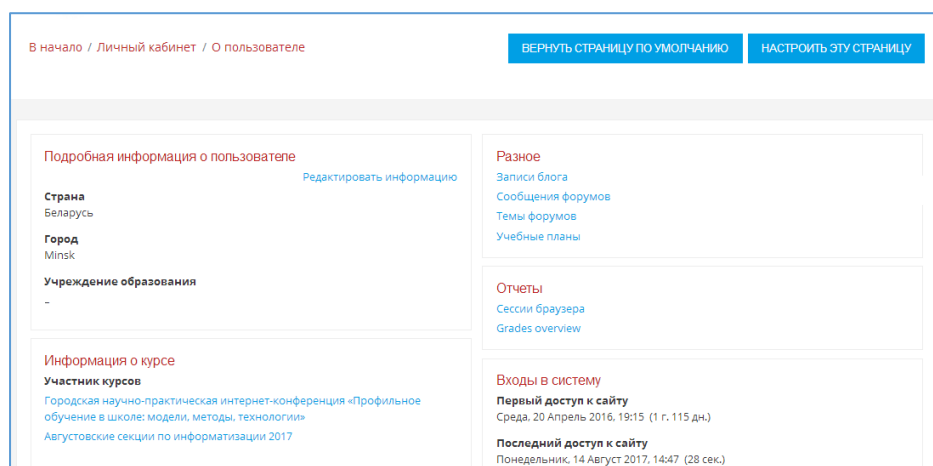 В начало / Личный кабинет / О пользователе
ВЕРНУТЬ СТРАНИЦУ ПО УМОЛЧАНИЮ
НАСТРОИТЬ ЭТУ СТРАНИЦУ
Подробная информация о пользователе
Редактировать информацию
Страна
Беларусь
Город
Minsk
Учреждение образования
–
Информация о курсе
Участник курсов
Городская научно-практическая интернет-конференция «Профильное
обучение в школе: модели, методы, технологии»
Августовские секции по информатизации 2017
Разное
Записи блога
Сообщения форумов
Темы форумов
Учебные планы
Отчеты
Сессии браузера
Grades overview
Входы в систему
Первый доступ к сайту
Среда, 20 Апрель 2016, 19:15 (1 г. 115 дн.)
Последний доступ к сайту
Понедельник, 14 Август 2017, 14:47 (28 сек.)